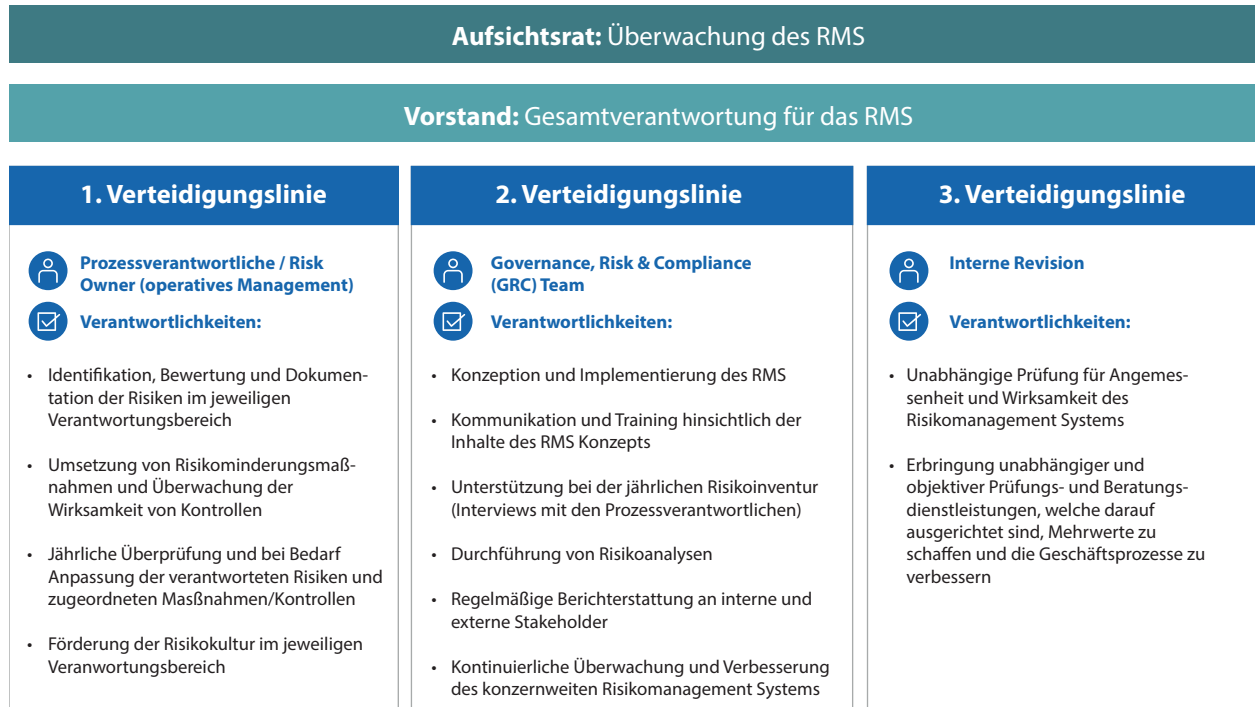 Aufsichtsrat: Überwachung des RMS
Vorstand: Gesamtverantwortung für das RMS
1. Verteidigungslinie
Prozessverantwortliche / Risk
Owner (operatives Management)
Verantwortlichkeiten:
• Identifikation, Bewertung und Dokumen-
tation der Risiken im jeweiligen
Verantwortungsbereich
• Umsetzung von Risikominderungsmaß-
nahmen und Überwachung der
Wirksamkeit von Kontrollen
• Jährliche Überprüfung und bei Bedarf
Anpassung der verantworteten Risiken und
zugeordneten Masßnahmen/Kontrollen
• Förderung der Risikokultur im jeweiligen
Veranwortungsbereich
2. Verteidigungslinie
Governance, Risk & Compliance
(GRC) Team
Verantwortlichkeiten:
• Konzeption und Implementierung des RMS
• Kommunikation und Training hinsichtlich der
Inhalte des RMS Konzepts
• Unterstützung bei der jährlichen Risikoinventur
(Interviews mit den Prozessverantwortlichen)
• Durchführung von Risikoanalysen
• Regelmäßige Berichterstattung an interne und
externe Stakeholder
• Kontinuierliche Überwachung und Verbesserung
des konzernweiten Risikomanagement Systems
3. Verteidigungslinie
Interne Revision
Verantwortlichkeiten:
• Unabhängige Prüfung für Angemes-
senheit und Wirksamkeit des
Risikomanagement Systems
• Erbringung unabhängiger und
objektiver Prüfungs- und Beratungs-
dienstleistungen, welche darauf
ausgerichtet sind, Mehrwerte zu
schaffen und die Geschäftsprozesse zu
verbessern